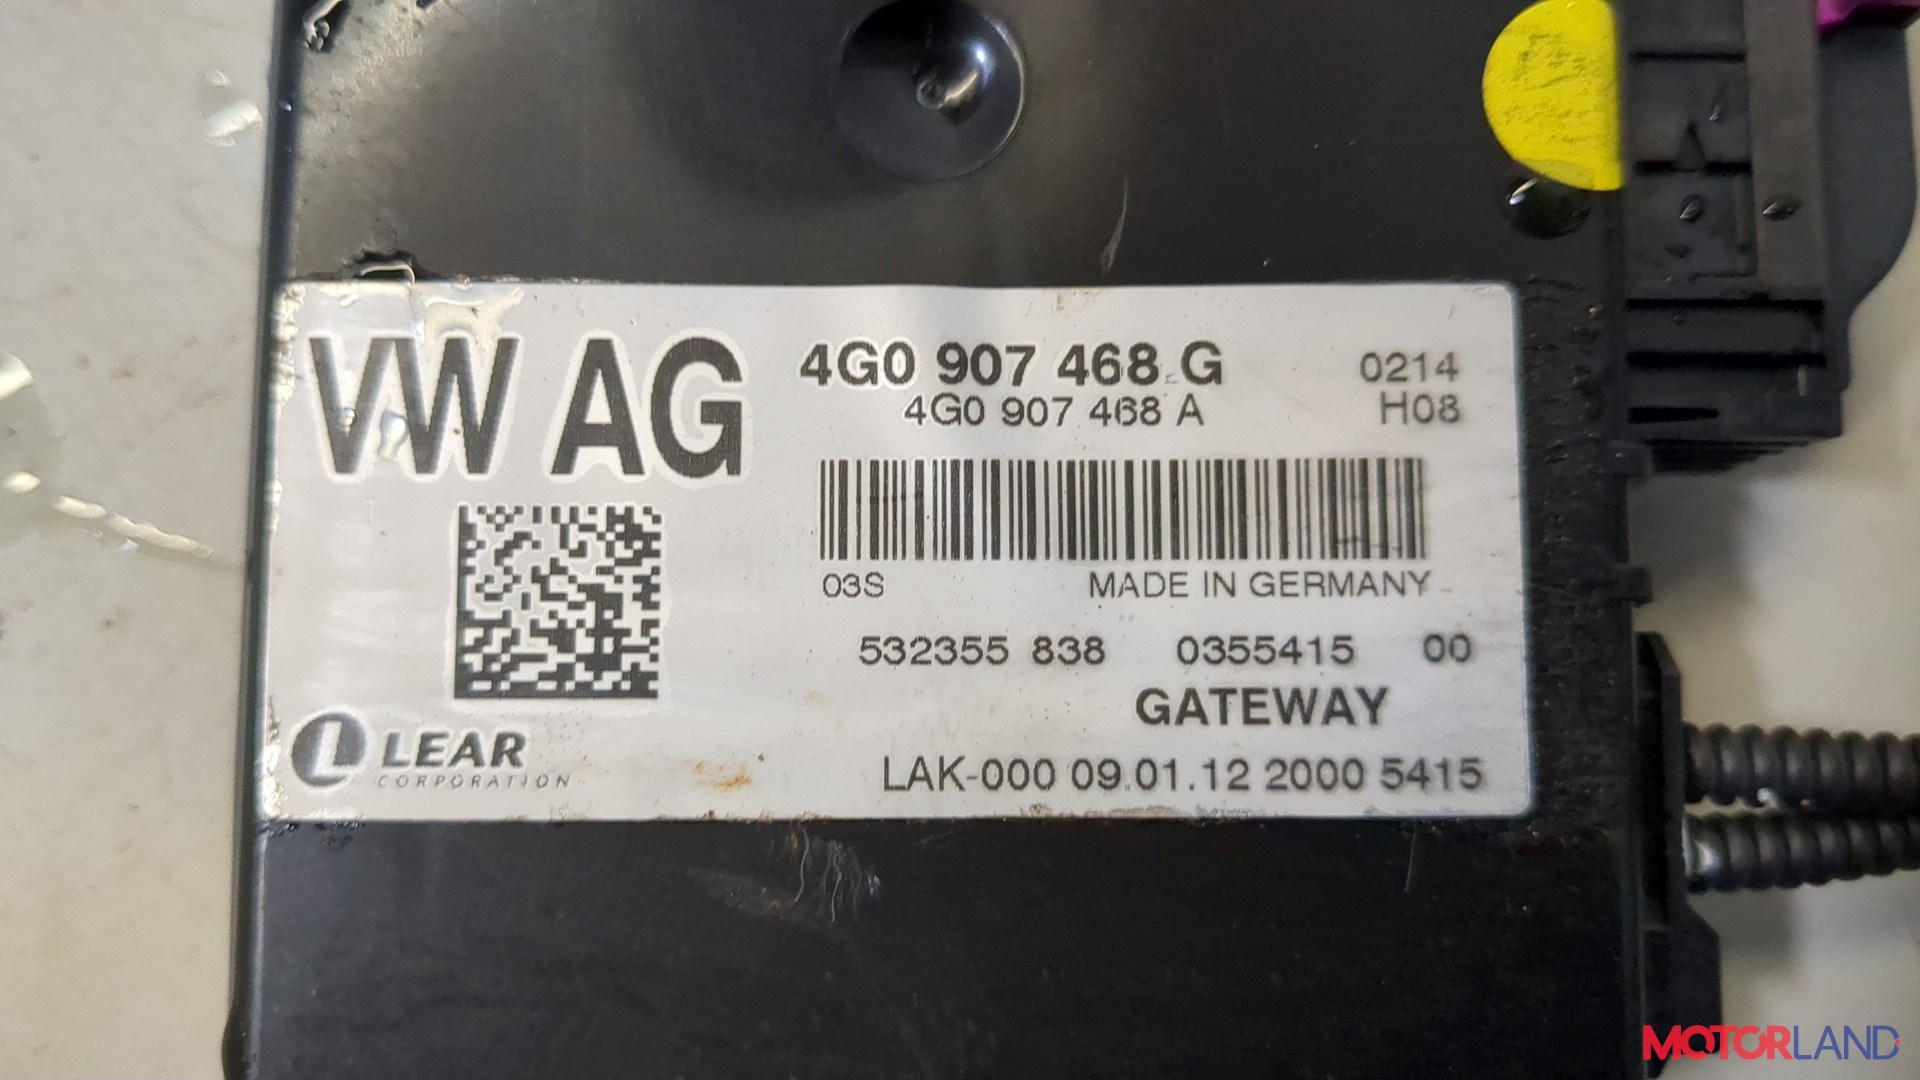 VW AG
4G0 907 468 G
0214
4G0 907 468 A
H08
03S
MADE IN GERMANY
532355 838 0355415 00
GATEWAY
LEAR
CORPORATION
LAK-000 09.01.12 2000 5415
MOTORLAND